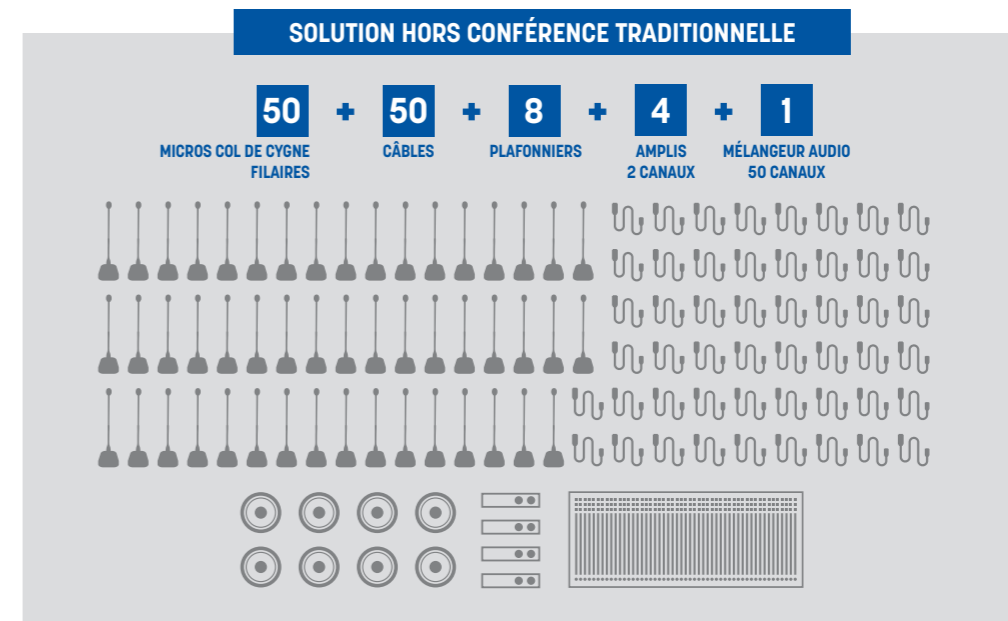 SOLUTION HORS CONFÉRENCE TRADITIONNELLE
50 + 50 + 8 + 4 + 1
MICROS COL DE CYGNE
FILAIRES
CÂBLES
PLAFONNIERS
AMPLIS
2 CANAUX
MÉLANGEUR AUDIO
50 CANAUX